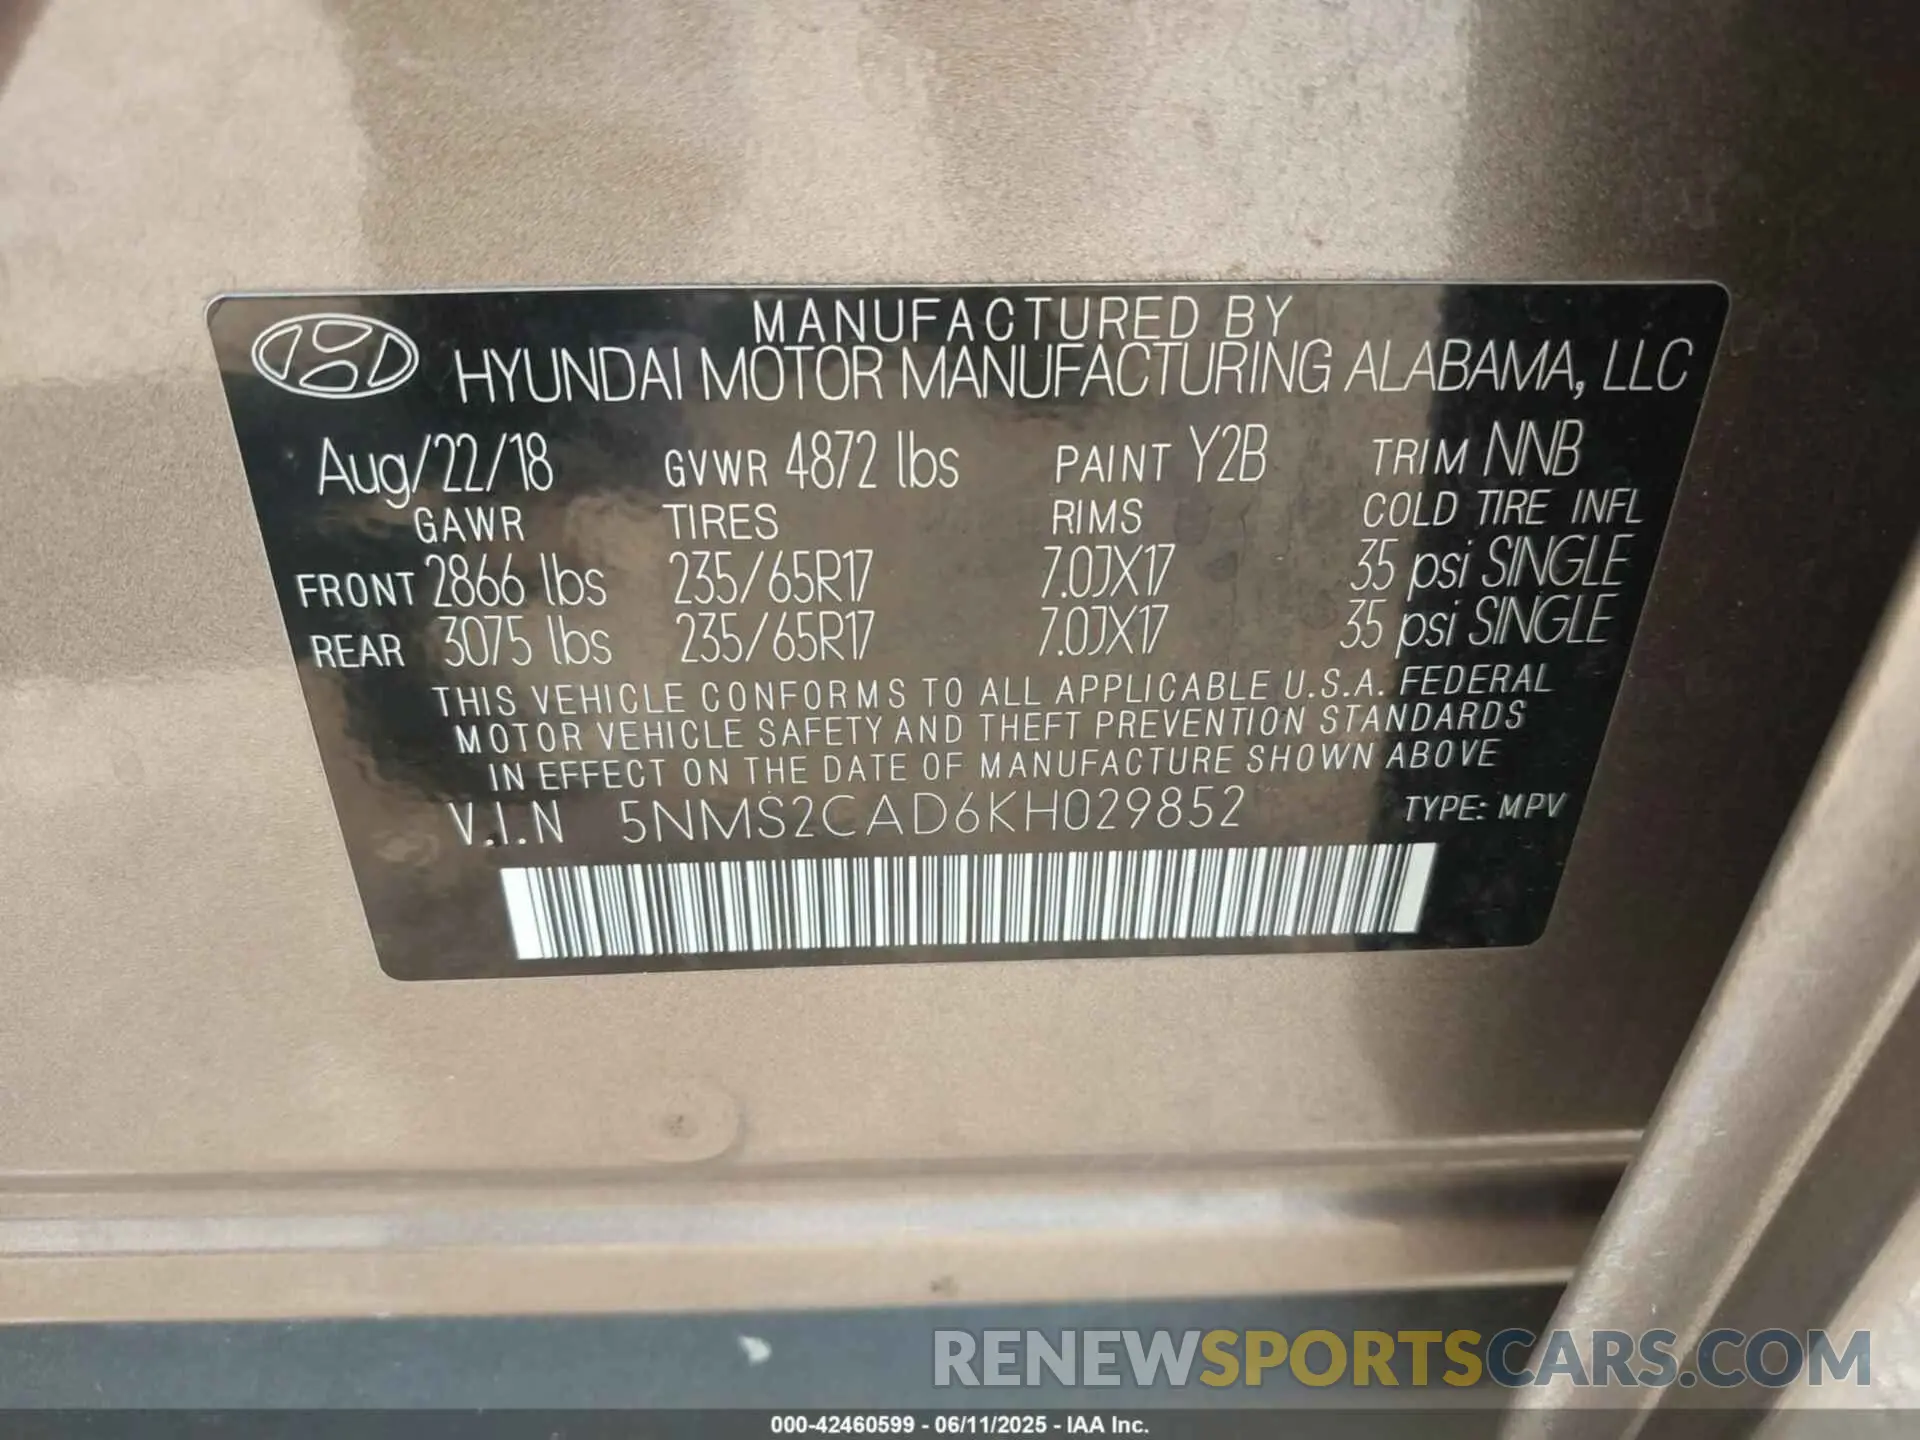 MANUFACTURED BY
HYUNDAI MOTOR MANUFACTURING ALABAMA, LLC
Aug/22/18 GVWR 4872 lbs PAINT Y2B TRIM NNB
GAWR TIRES RIMS COLD TIRE INFL
FRONT 2866 lbs 235/65R17 7.0JX17 35 psi SINGLE
REAR 3075 lbs 235/65R17 7.0JX17 35 psi SINGLE
THIS VEHICLE CONFORMS TO ALL APPLICABLE U.S.A. FEDERAL
MOTOR VEHICLE SAFETY AND THEFT PREVENTION STANDARDS
IN EFFECT ON THE DATE OF MANUFACTURE SHOWN ABOVE
V.I.N 5NMS2CAD6KH029852 TYPE: MPV
RENEWSPORTSCARS.COM
000-42460599 - 06/11/2025 - IAA Inc.